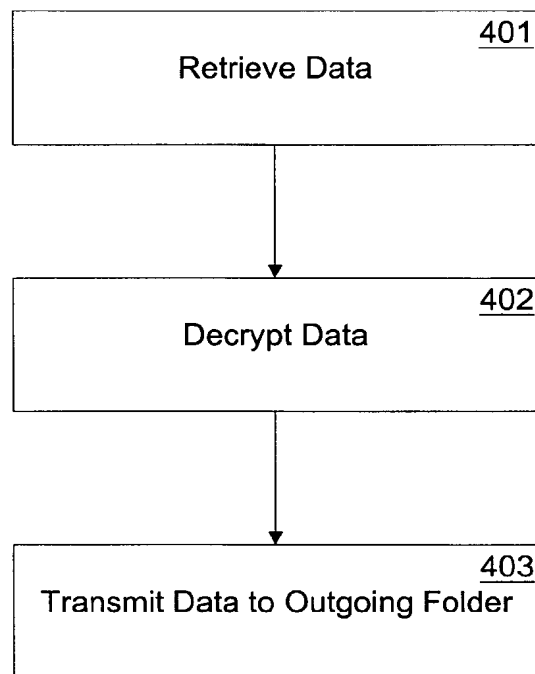 401
Retrieve Data
402
Decrypt Data
403
Transmit Data to Outgoing Folder